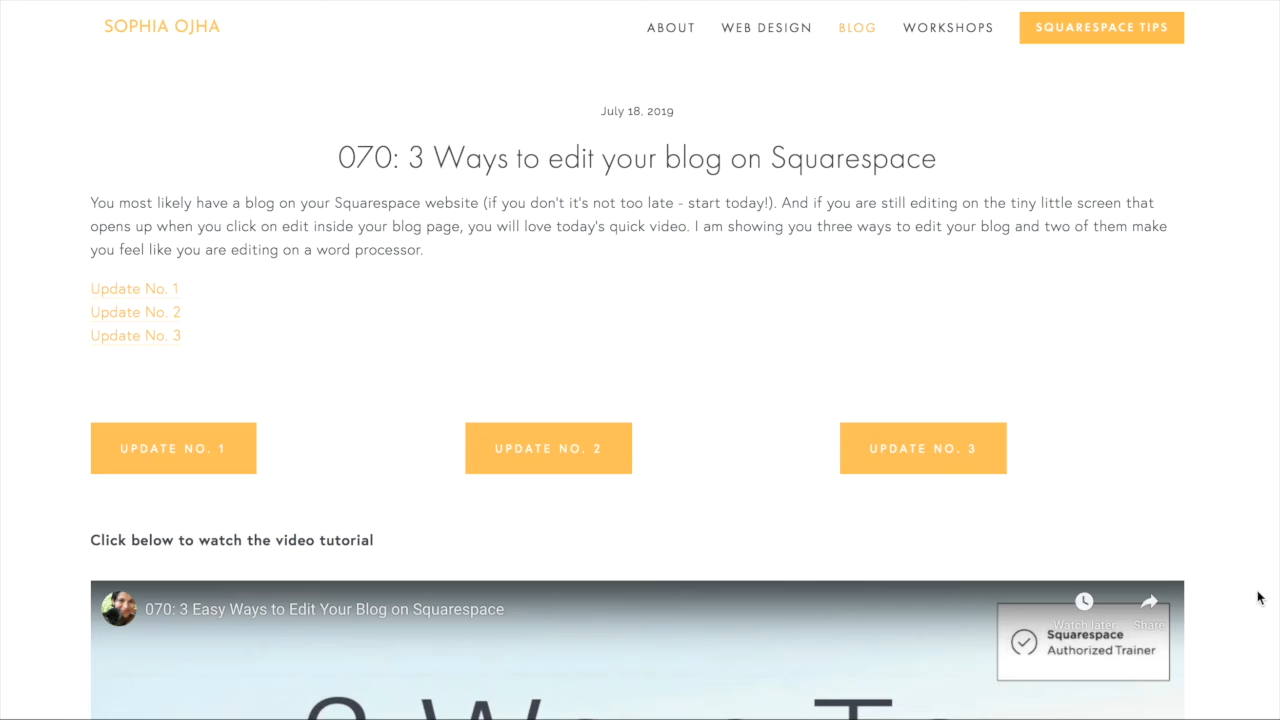 SOPHIA OJHA
ABOUT WEB DESIGN BLOG WORKSHOPS SQUARESPACE TIPS
July 18, 2019
070: 3 Ways to edit your blog on Squarespace
You most likely have a blog on your Squarespace website (if you don't it's not too late - start today!). And if you are still editing on the tiny little screen that
opens up when you click on edit inside your blog page, you will love today's quick video. I am showing you three ways to edit your blog and two of them make
you feel like you are editing on a word processor.
Update No. 1
Update No. 2
Update No. 3
UPDATE NO. 1 UPDATE NO. 2 UPDATE NO. 3
Click below to watch the video tutorial
070: 3 Easy Ways to Edit Your Blog on Squarespace
Watch later Share
Squarespace
Authorized Trainer
3 Ways To